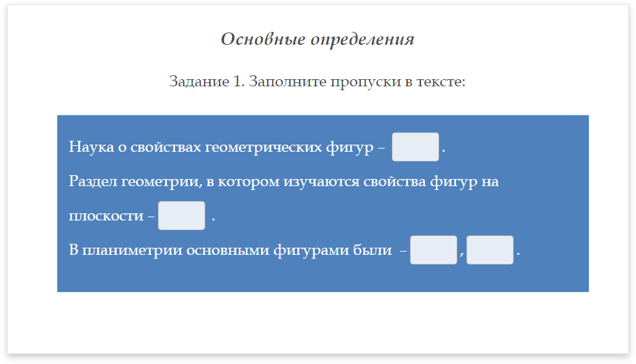 Основные определения
Задание 1. Заполните пропуски в тексте:
Наука о свойствах геометрических фигур – .
Раздел геометрии, в котором изучаются свойства фигур на
плоскости – .
В планиметрии основными фигурами были – , .